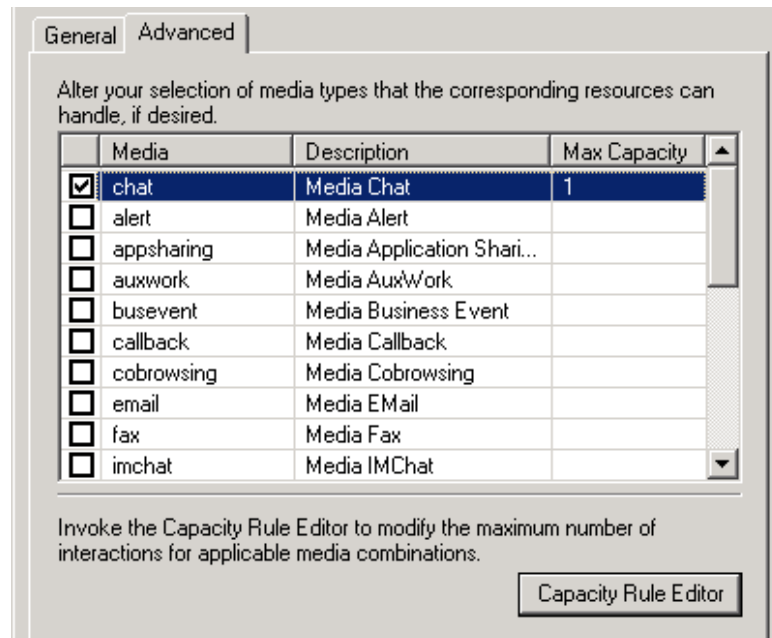 General Advanced
Alter your selection of media types that the corresponding resources can
handle, if desired.
Media Description Max Capacity
chat Media Chat 1
alert Media Alert
appsharing Media Application Shari...
auxwork Media AuxWork
busevent Media Business Event
callback Media Callback
cobrowsing Media Cobrowsing
email Media EMail
fax Media Fax
imchat Media IMChat
Invoke the Capacity Rule Editor to modify the maximum number of
interactions for applicable media combinations.
Capacity Rule Editor